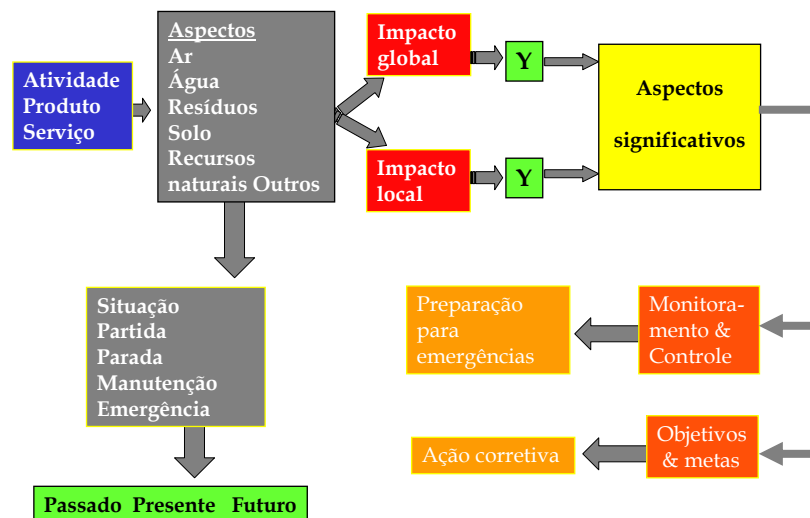 Atividade
Produto
Serviço
Aspectos
Ar
Água
Resíduos
Solo
Recursos
naturais Outros
Impacto
global
Y
Impacto
local
Y
Aspectos
significativos
Situação
Partida
Parada
Manutenção
Emergência
Passado Presente Futuro
Preparação
para
emergências
Monitora-
mento &
Controle
Ação corretiva
Objetivos
& metas